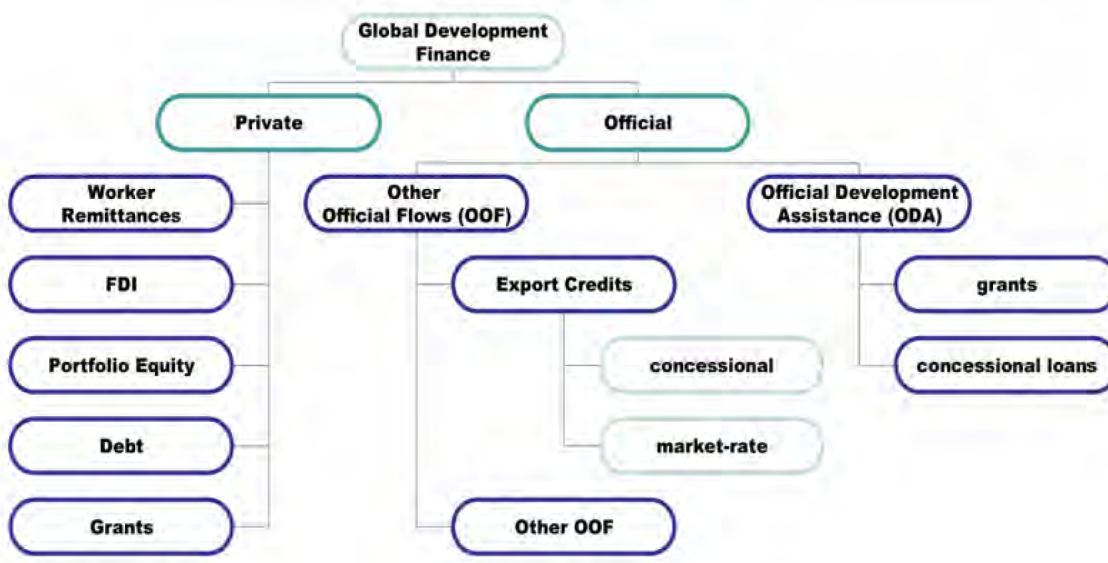 Global Development
Finance
Private
Official
Worker
Remittances
Other
Official Flows (OOF)
Official Development
Assistance (ODA)
FDI
Export Credits
grants
Portfolio Equity
concessional
concessional loans
Debt
market-rate
Grants
Other OOF